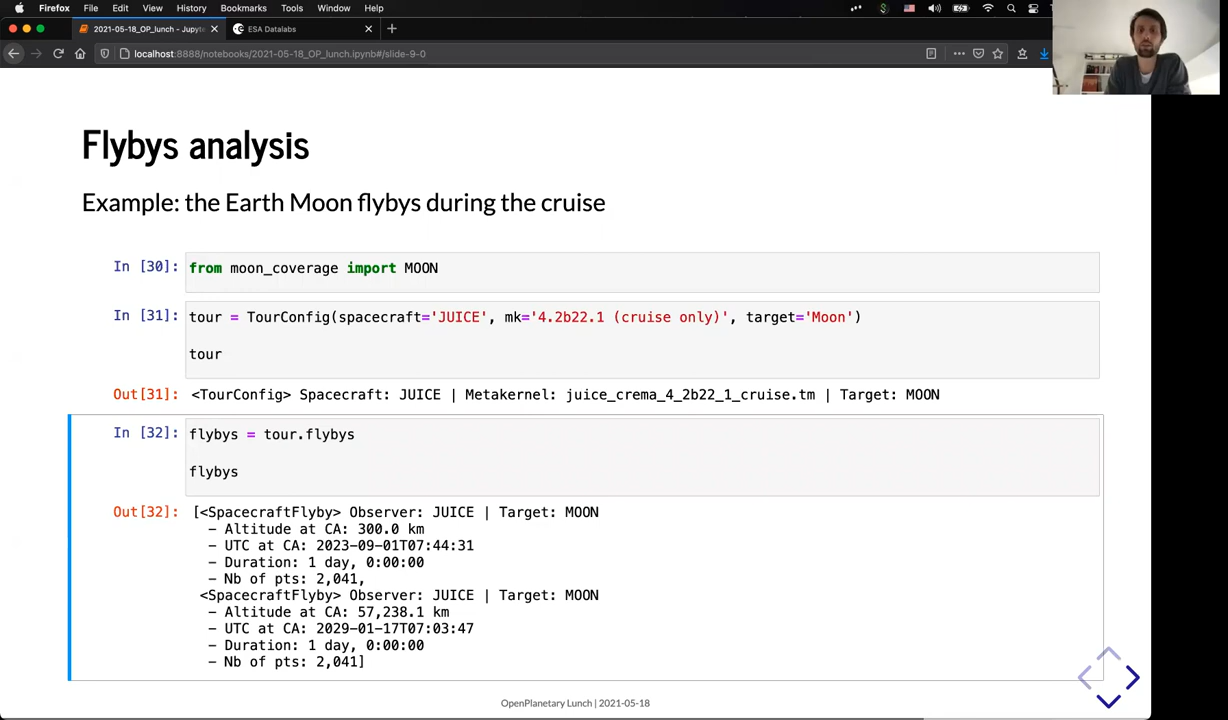 Firefox File Edit View History Bookmarks Tools Window Help
2021-05-18_OP_lunch - Jupyte
ESA Datalabs
localhost:8888/notebooks/2021-05-18_OP_lunch.ipynb#/slide-9-0
Flybys analysis
Example: the Earth Moon flybys during the cruise
In [30]: from moon_coverage import MOON
In [31]: tour = TourConfig(spacecraft='JUICE', mk='4.2b22.1 (cruise only)', target='Moon')
tour
Out[31]: <TourConfig> Spacecraft: JUICE | Metakernel: juice_crema_4_2b22_1_cruise.tm | Target: MOON
In [32]: flybys = tour.flybys
flybys
Out[32]: [<SpacecraftFlyby> Observer: JUICE | Target: MOON
- Altitude at CA: 300.0 km
- UTC at CA: 2023-09-01T07:44:31
- Duration: 1 day, 0:00:00
- Nb of pts: 2,041,
<SpacecraftFlyby> Observer: JUICE | Target: MOON
- Altitude at CA: 57,238.1 km
- UTC at CA: 2029-01-17T07:03:47
- Duration: 1 day, 0:00:00
- Nb of pts: 2,041]
OpenPlanetary Lunch | 2021-05-18